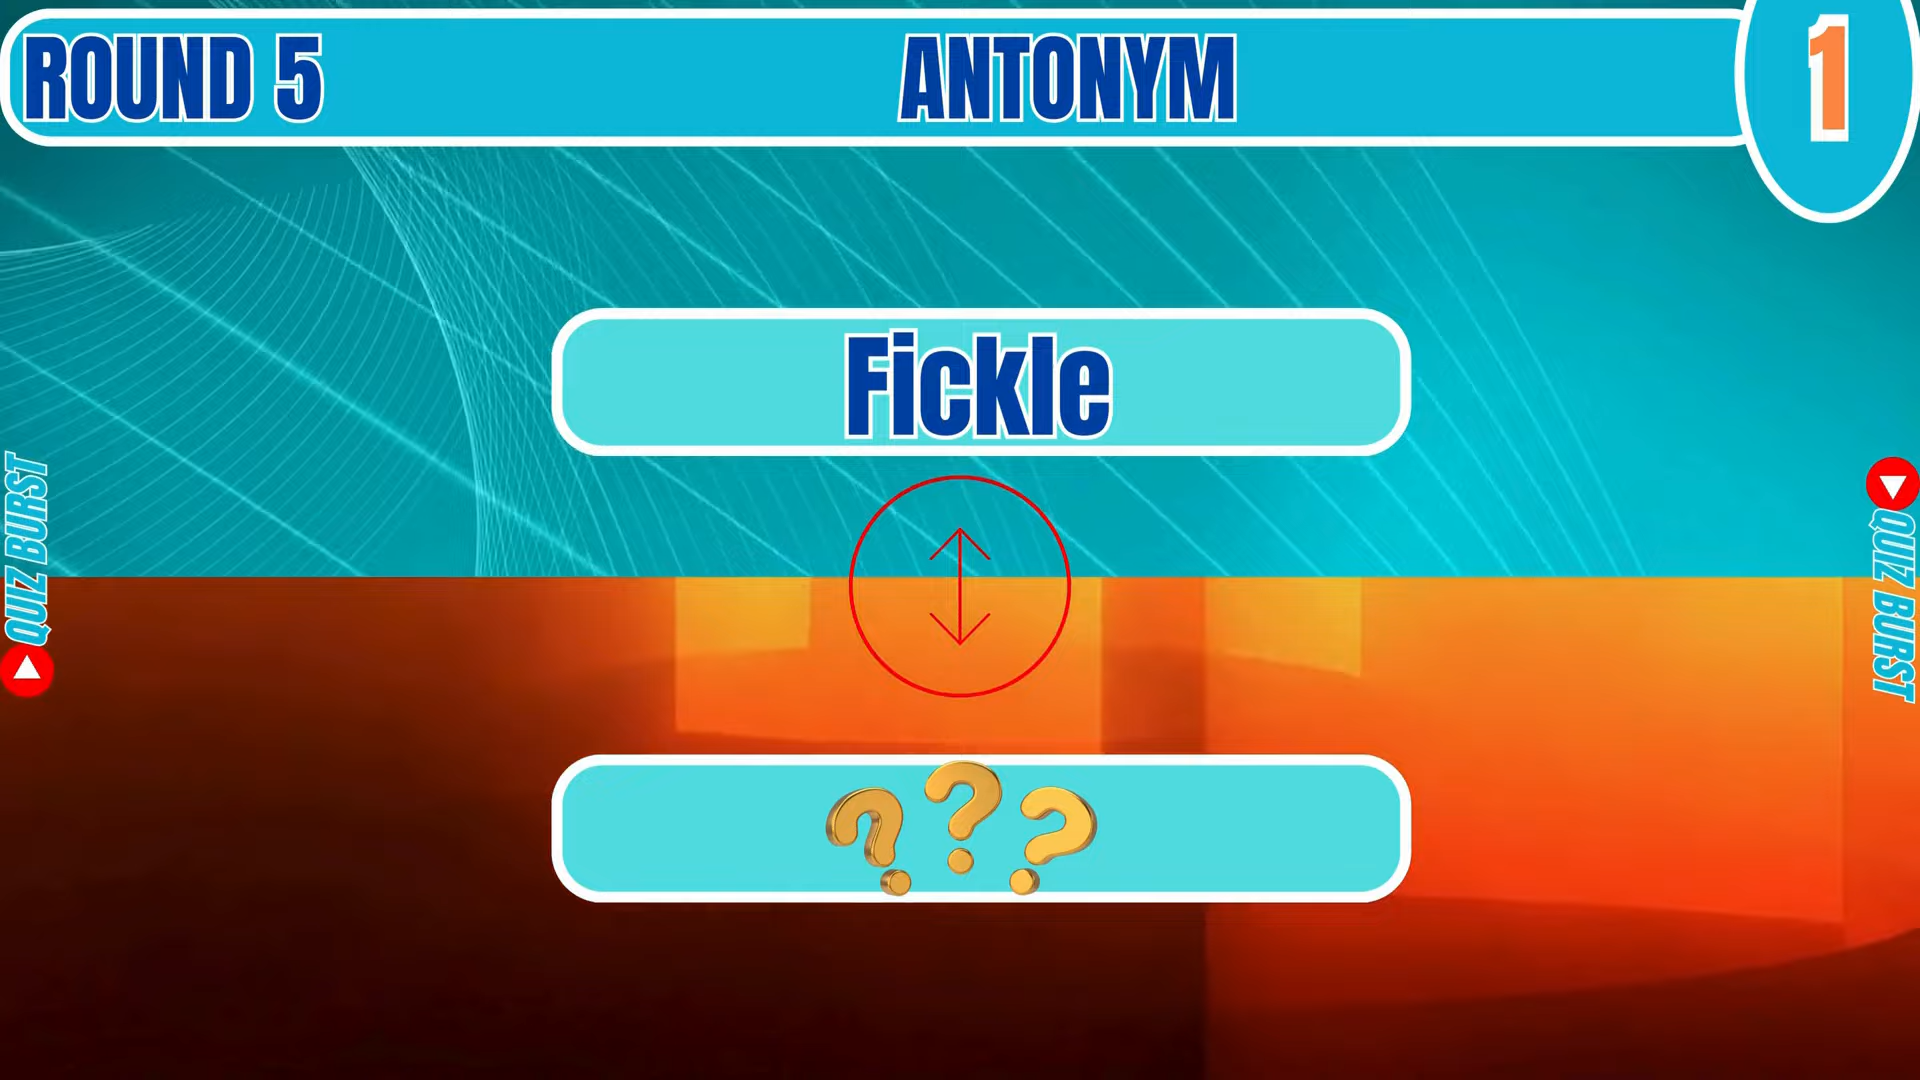 ROUND 5
ANTONYM
1
Fickle
QUIZ BURST
QUIZ BURST
???